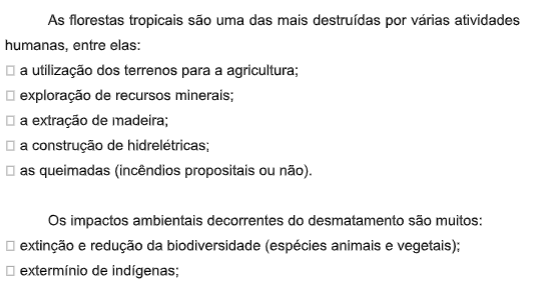 As florestas tropicais são uma das mais destruídas por várias atividades
humanas, entre elas:
□ a utilização dos terrenos para a agricultura;
□ exploração de recursos minerais;
□ a extração de madeira;
□ a construção de hidrelétricas;
□ as queimadas (incêndios propositais ou não).
Os impactos ambientais decorrentes do desmatamento são muitos:
□ extinção e redução da biodiversidade (espécies animais e vegetais);
□ extermínio de indígenas;